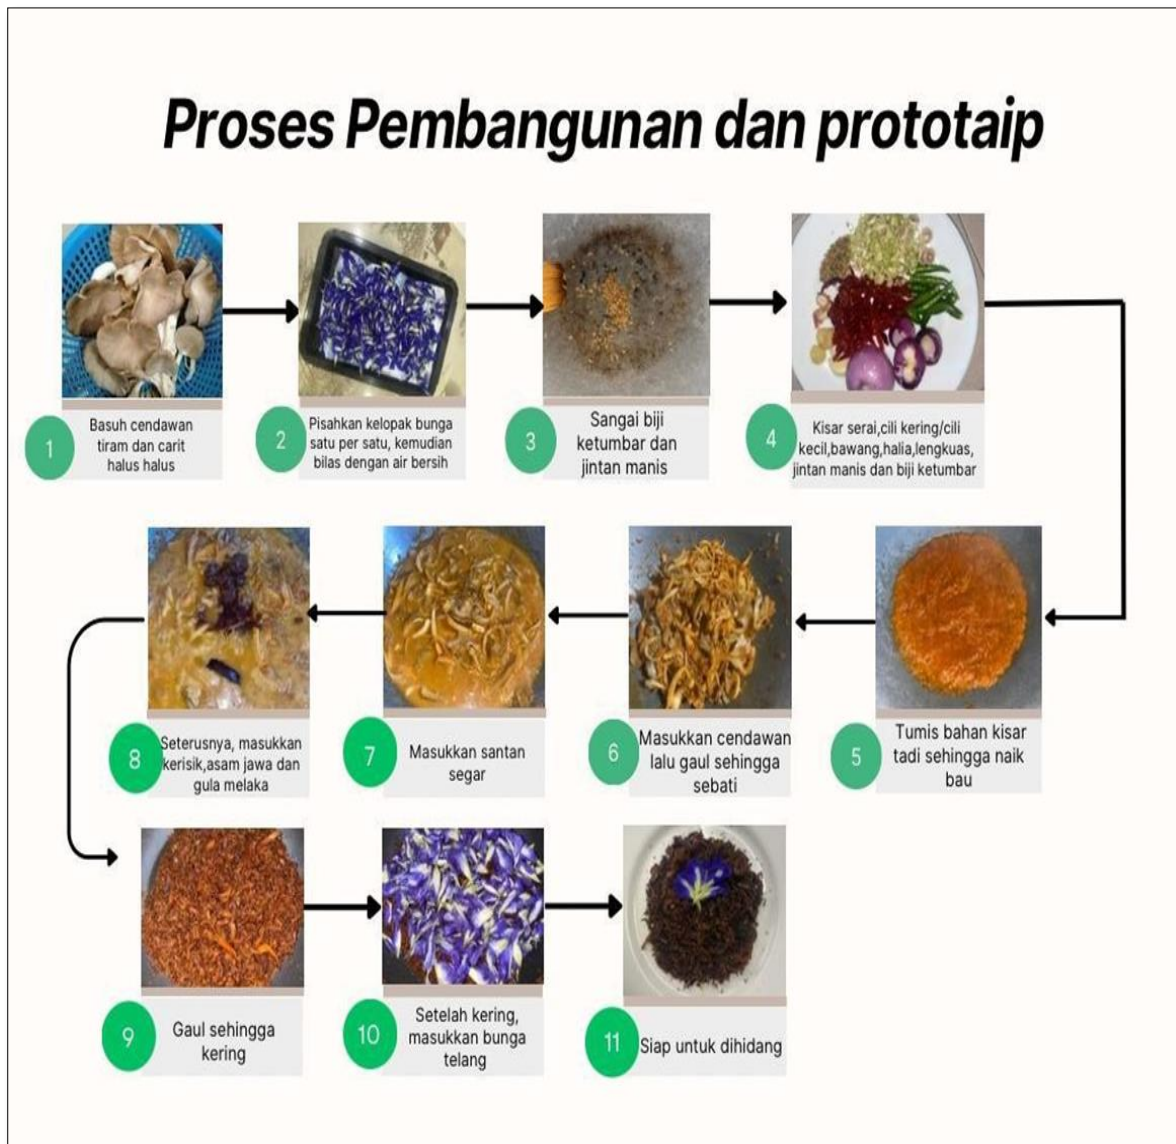 Proses Pembangunan dan prototaip
1
Basuh cendawan
tiram dan carit
halus halus
2
Pisahkan kelopak bunga
satu per satu, kemudian
bilas dengan air bersih
3
Sangai biji
ketumbar dan
jintan manis
4
Kisar serai,cili kering/cili
kecil,bawang,halia,lengkuas,
jintan manis dan biji ketumbar
5
Tumis bahan kisar
tadi sehingga naik
bau
6
Masukkan cendawan
lalu gaul sehingga
sebati
7
Masukkan santan
segar
8
Seterusnya, masukkan
kerisik,asam jawa dan
gula melaka
9
Gaul sehingga
kering
10
Setelah kering,
masukkan bunga
telang
11
Siap untuk dihidang